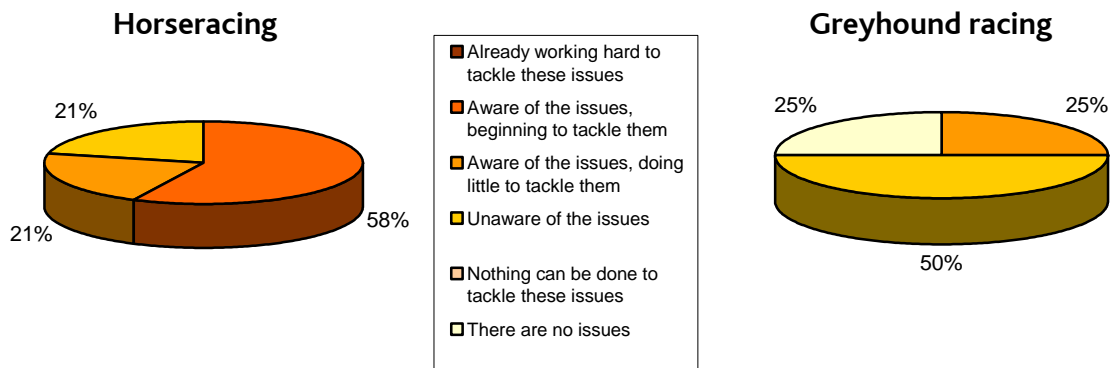 Horseracing
21%
21%
58%
Already working hard to
tackle these issues
Aware of the issues,
beginning to tackle them
Aware of the issues, doing
little to tackle them
Unaware of the issues
Nothing can be done to
tackle these issues
There are no issues
Greyhound racing
25%
25%
50%